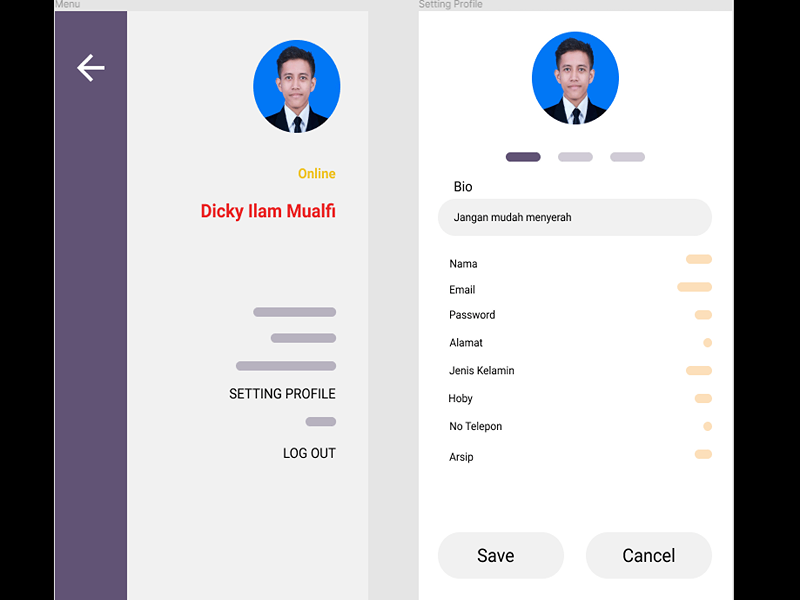 Menu
Online
Dicky Ilam Mualfi
SETTING PROFILE
LOG OUT
Setting Profile
Bio
Jangan mudah menyerah
Nama
Email
Password
Alamat
Jenis Kelamin
Hoby
No Telepon
Arsip
Save
Cancel